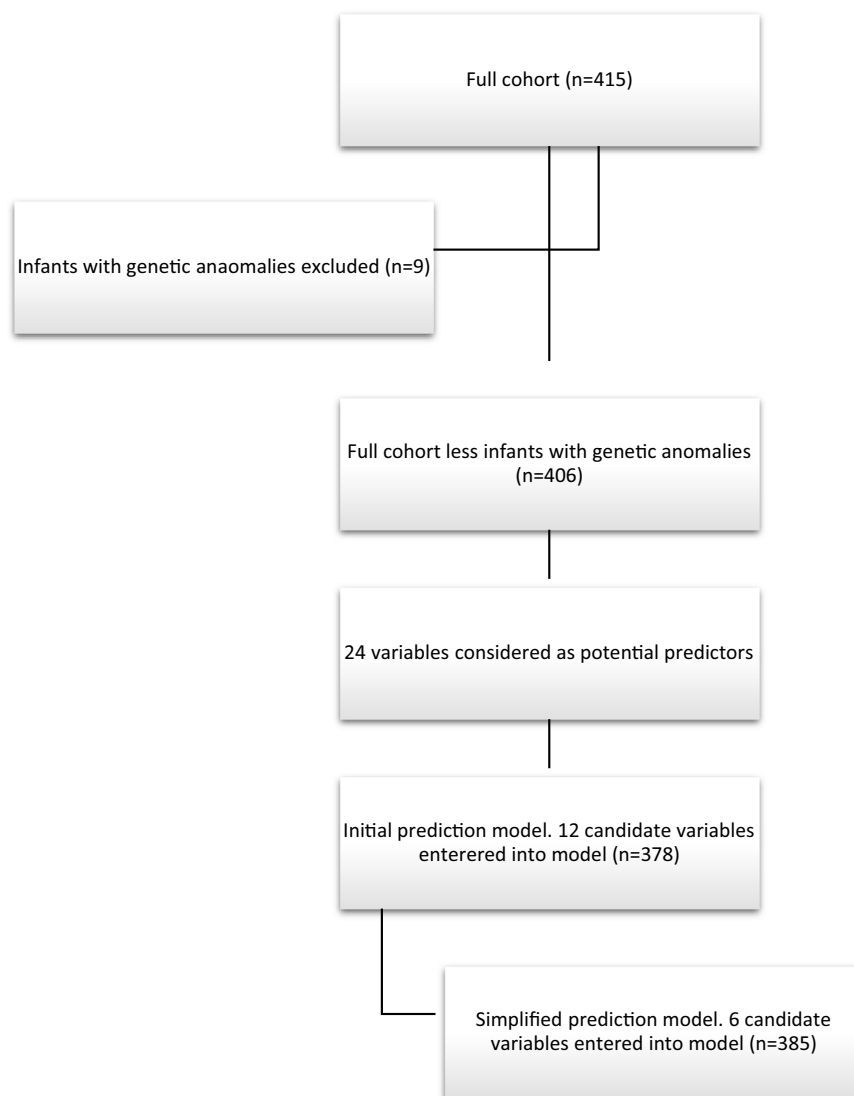 Full cohort (n=415)
Infants with genetic anaomalies excluded (n=9)
Full cohort less infants with genetic anomalies
(n=406)
24 variables considered as potential predictors
Initial prediction model. 12 candidate variables
enterered into model (n=378)
Simplified prediction model. 6 candidate
variables entered into model (n=385)